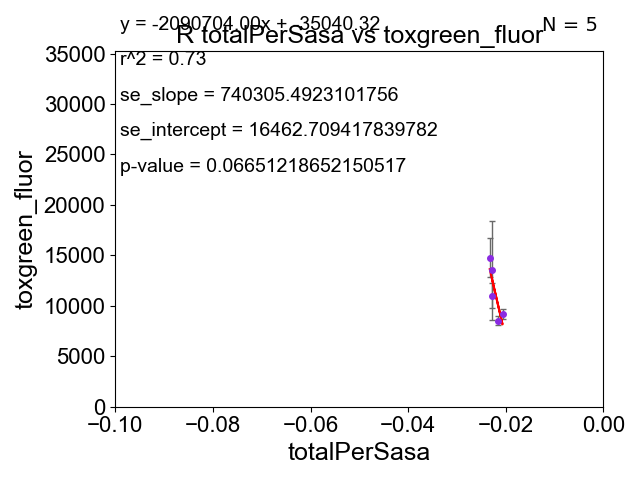 y = -2090704.00x + -35040.32
N = 5
R totalPerSasa vs toxgreen_fluor
r^2 = 0.73
se_slope = 740305.4923101756
se_intercept = 16462.709417839782
p-value = 0.06651218652150517
35000
30000
25000
20000
15000
10000
5000
0
toxgreen_fluor
−0.10 −0.08 −0.06 −0.04 −0.02 0.00
totalPerSasa